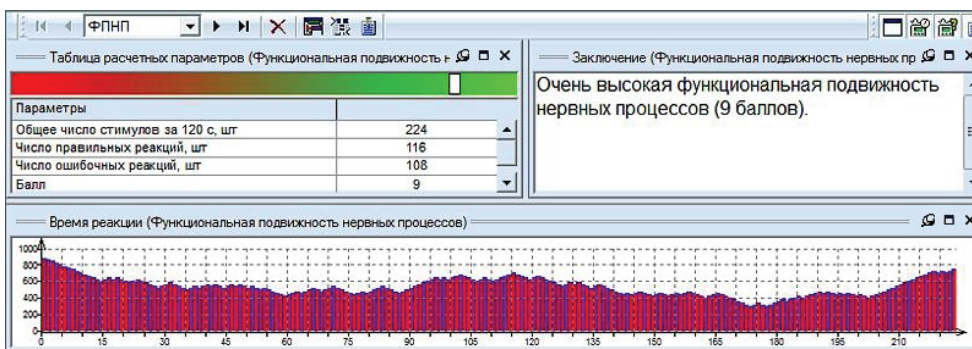 ФПНП
Таблица расчетных параметров (Функциональная подвижность н
Параметры
Общее число стимулов за 120 с, шт 224
Число правильных реакций, шт 116
Число ошибочных реакций, шт 108
Балл 9
Заключение (Функциональная подвижность нервных пр
Очень высокая функциональная подвижность
нервных процессов (9 баллов).
Время реакции (Функциональная подвижность нервных процессов)
1000
800
600
400
200
0
0 15 30 45 60 75 90 105 120 135 150 165 180 195 210